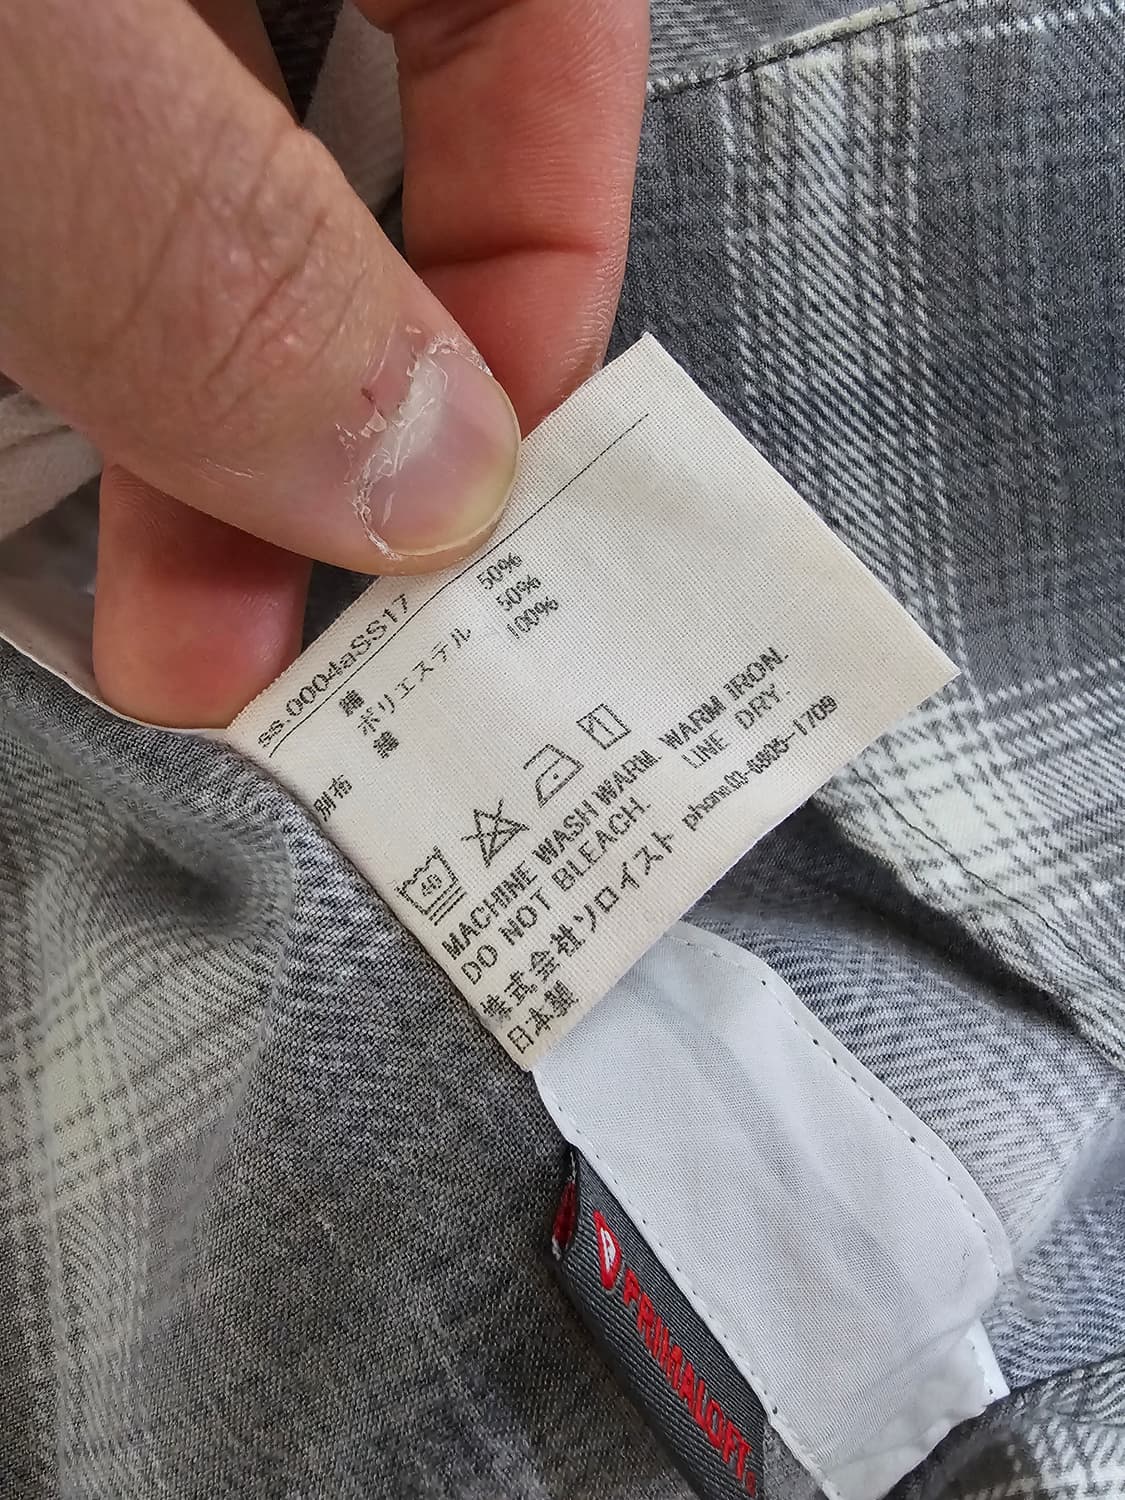 ss.0004aSS17
綿 50%
ポリエステル 50%
別布 綿 100%
40
MACHINE WASH WARM. WARM IRON.
DO NOT BLEACH. LINE DRY
株式会社ソロイスト phone03-6805-1709
日本製
PRIMALOFT